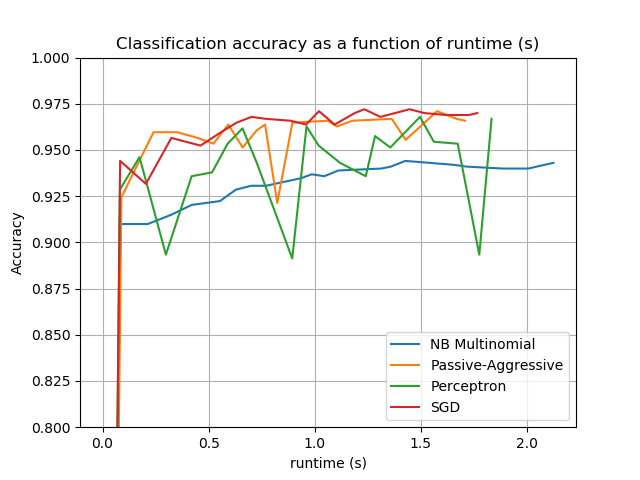 Classification accuracy as a function of runtime (s)
1.000
0.975
0.950
0.925
0.900
0.875
0.850
0.825
0.800
Accuracy
NB Multinomial
Passive-Aggressive
Perceptron
SGD
0.0 0.5 1.0 1.5 2.0
runtime (s)